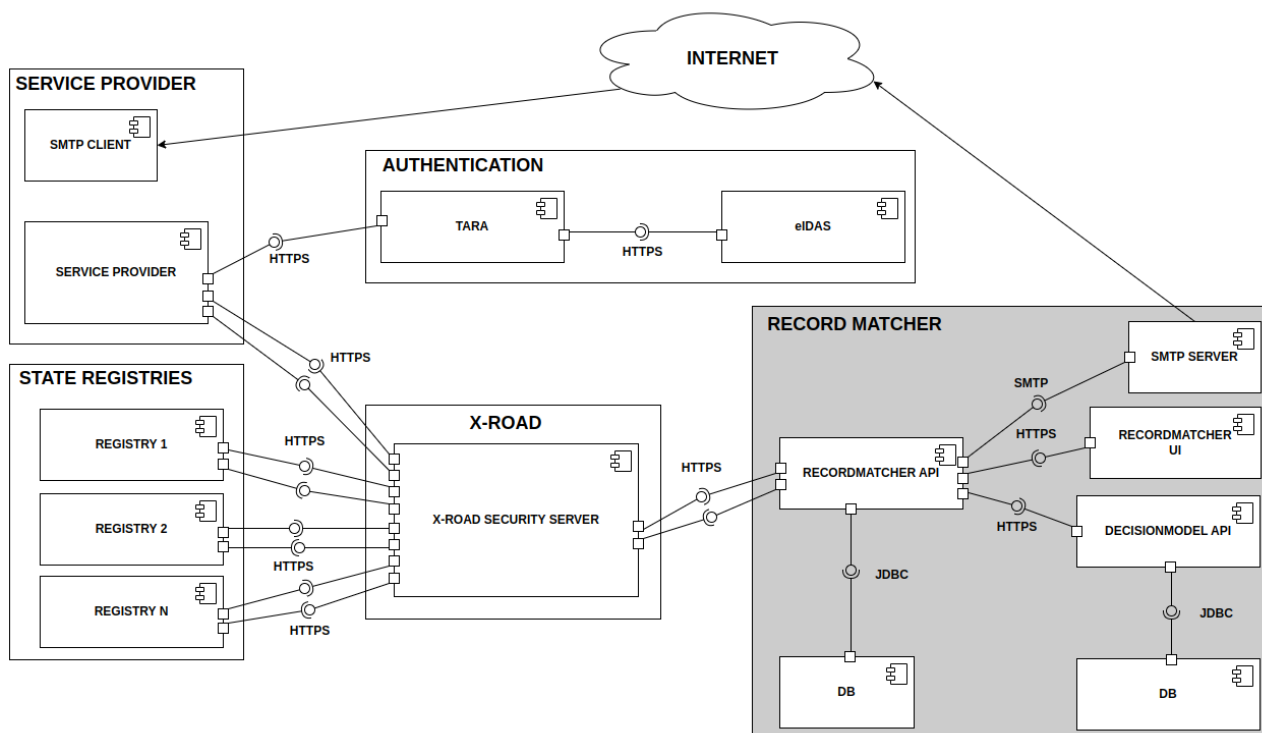 INTERNET
SERVICE PROVIDER
SMTP CLIENT
SERVICE PROVIDER
HTTPS
AUTHENTICATION
TARA
HTTPS
eIDAS
STATE REGISTRIES
REGISTRY 1
REGISTRY 2
REGISTRY N
HTTPS
HTTPS
HTTPS
HTTPS
X-ROAD
X-ROAD SECURITY SERVER
HTTPS
RECORD MATCHER
RECORDMATCHER API
SMTP
SMTP SERVER
HTTPS
RECORDMATCHER
UI
HTTPS
DECISIONMODEL API
JDBC
JDBC
DB
DB